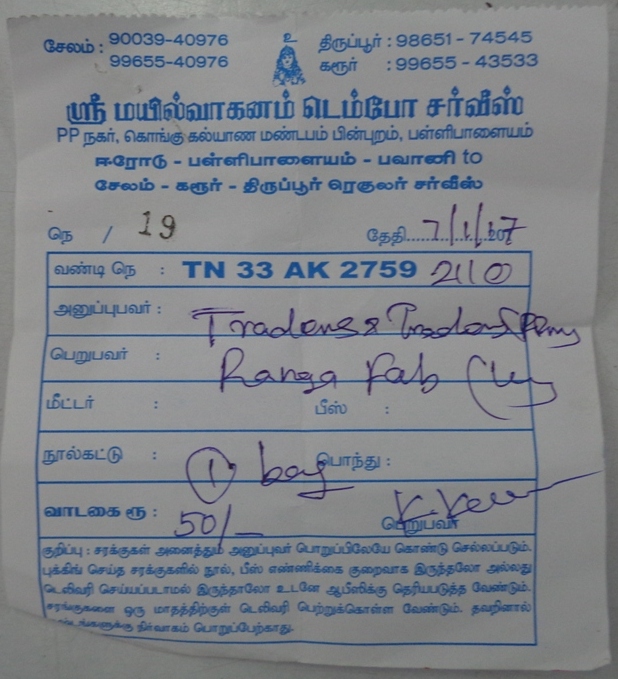 சேலம் : 90039-40976
99655-40976
உ
திருப்பூர் : 98651 - 74545
கரூர் : 99655 - 43533
ஸ்ரீ மயில்வாகனம் டெம்போ சர்வீஸ்
PP நகர், கொங்கு கல்யாண மண்டபம் பின்புறம், பள்ளிபாளையம்
ஈரோடு - பள்ளிபாளையம் - பவானி to
சேலம் - கரூர் - திருப்பூர் ரெகுலர் சர்வீஸ்
நெ / 19 தேதி 7/1/2017
வண்டி நெ : TN 33 AK 2759
அனுப்புபவர் : Tradens &
பெறுபவர் : Ranga Fab
மீட்டர் : பீஸ் :
நூல்கட்டு : 1 bag பொந்து :
வாடகை ரூ : 50/- பெறுபவர்
குறிப்பு : சரக்குகள் அனைத்தும் அனுப்புவர் பொறுப்பிலேயே கொண்டு செல்லப்படும்.
புக்கிங் செய்த சரக்குகளில் நூல், பீஸ் எண்ணிக்கை குறைவாக இருந்தலோ அல்லது
டெலிவரி செய்யப்படாமல் இருந்தாலோ உடனே ஆபீஸிக்கு தெரியபடுத்த வேண்டும்.
சரங்குகளை ஒரு மாதத்திற்குள் டெலிவரி பெற்றுக்கொள்ள வேண்டும். தவறினால்
நிர்வாகம் பொறுப்பேற்காது.